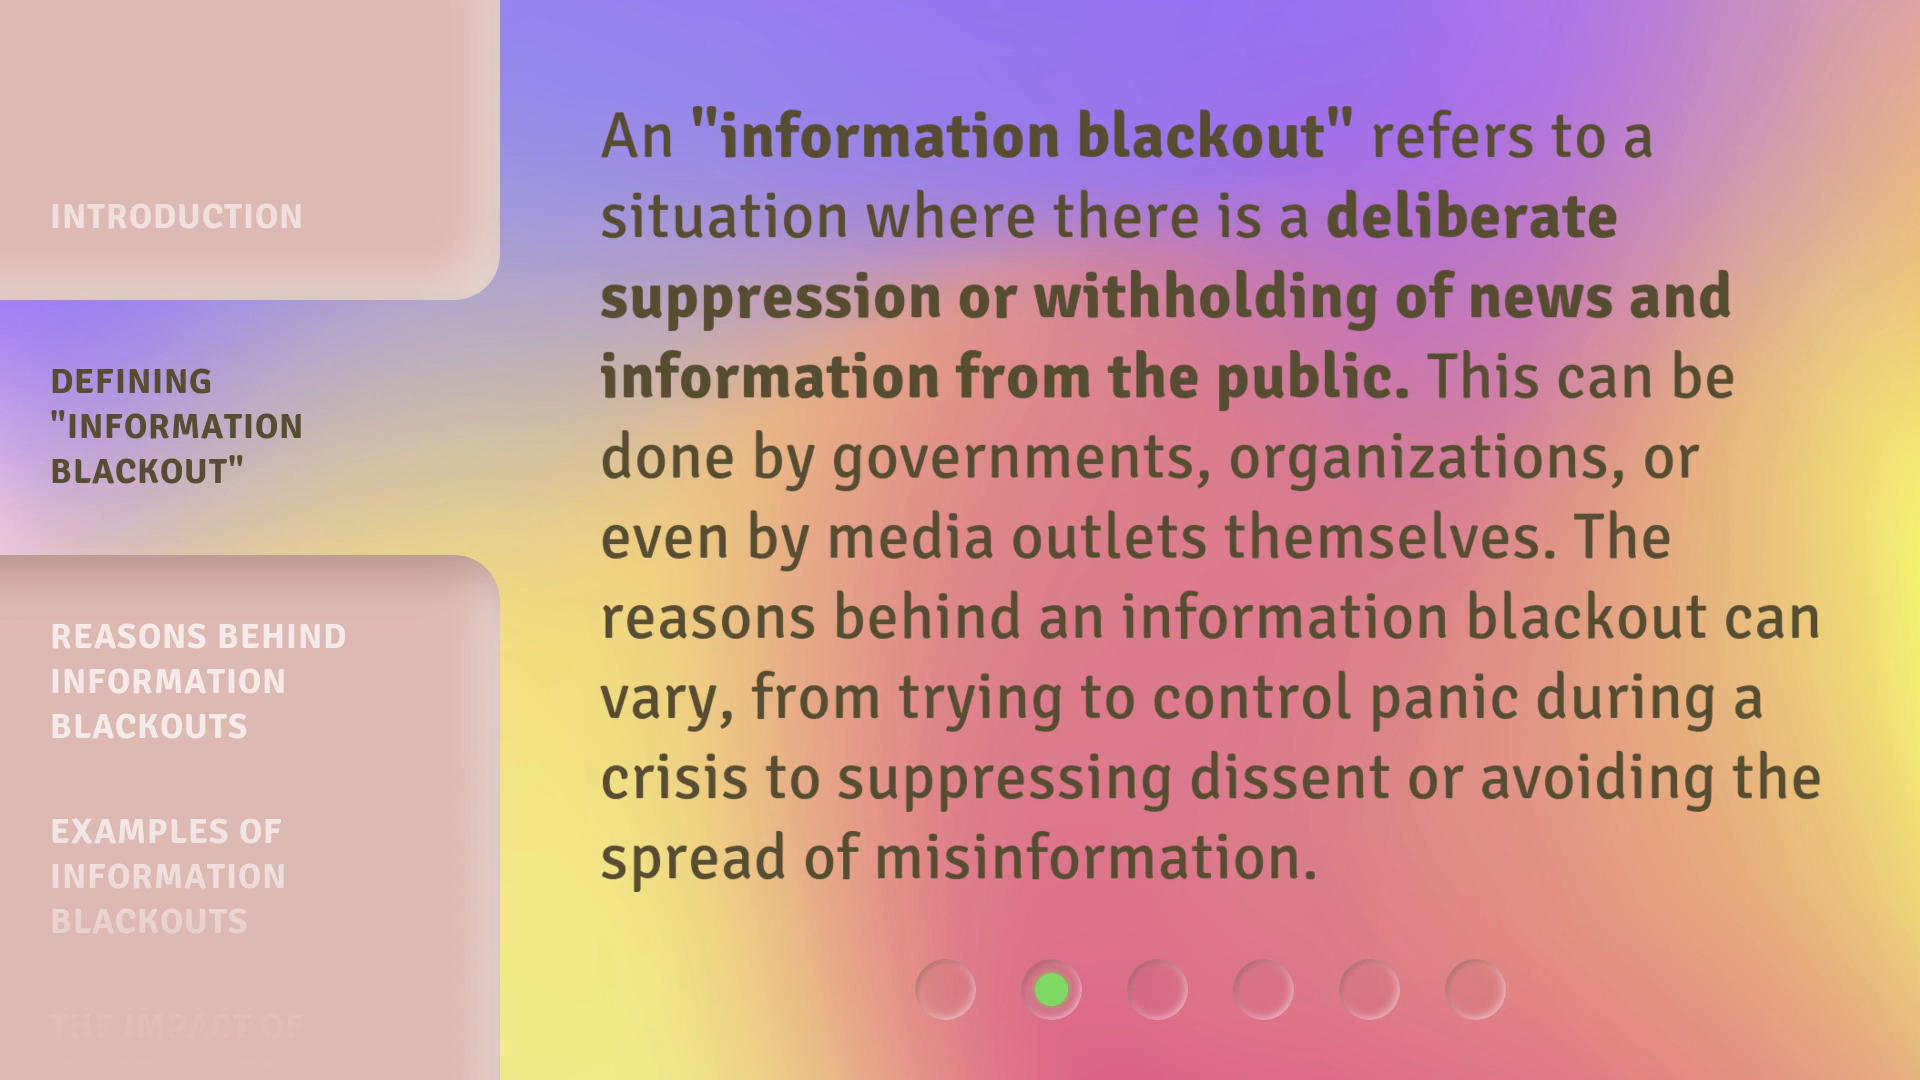 INTRODUCTION
DEFINING
"INFORMATION
BLACKOUT"
REASONS BEHIND
INFORMATION
BLACKOUTS
EXAMPLES OF
INFORMATION
BLACKOUTS
THE IMPACT OF
An "information blackout" refers to a
situation where there is a deliberate
suppression or withholding of news and
information from the public. This can be
done by governments, organizations, or
even by media outlets themselves. The
reasons behind an information blackout can
vary, from trying to control panic during a
crisis to suppressing dissent or avoiding the
spread of misinformation.